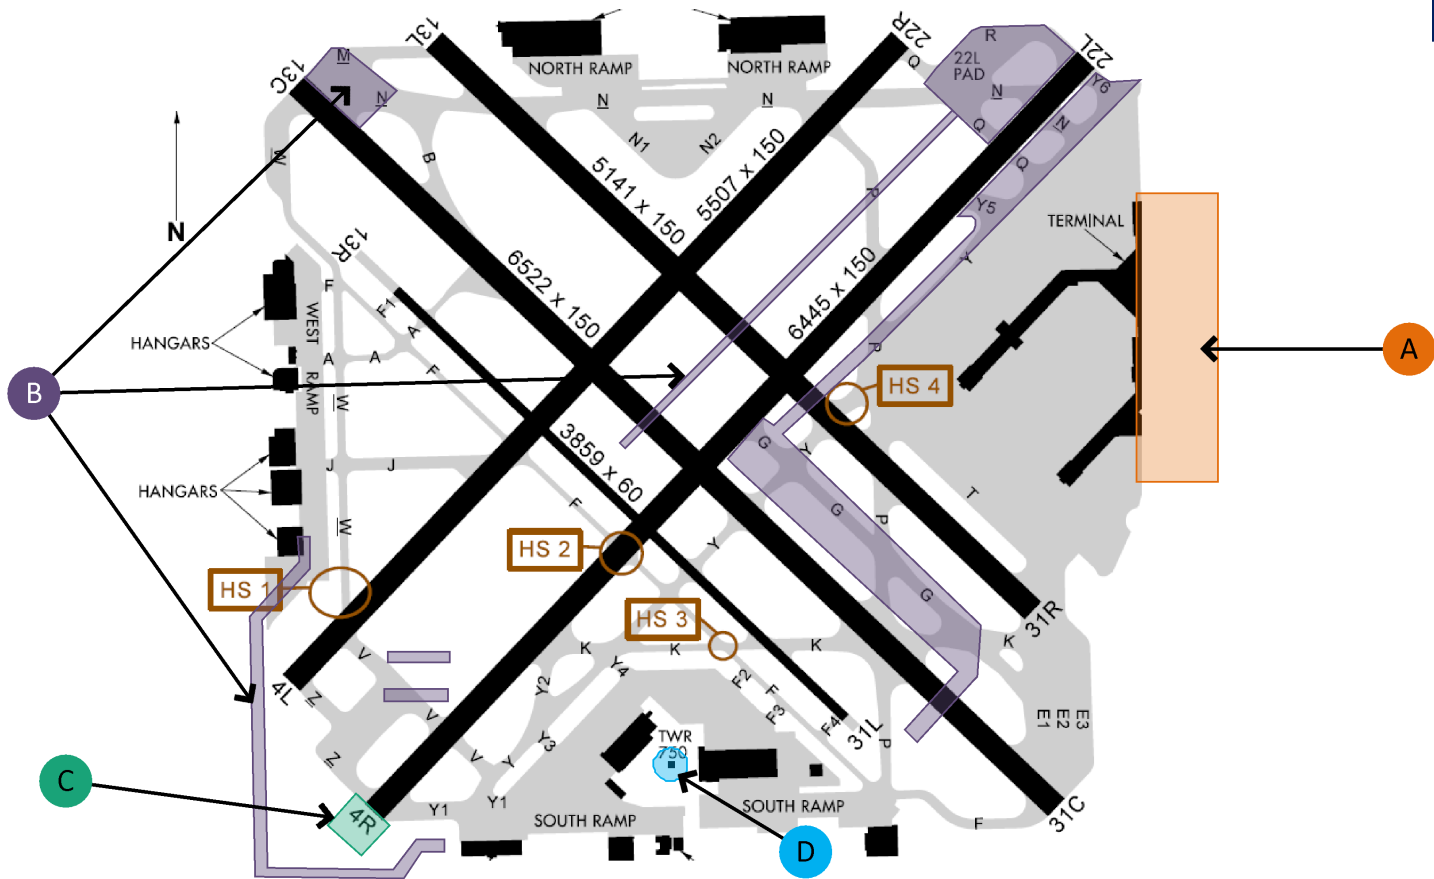 13L
22R
Q
R
22L
22L
PAD
M
N
13C
NORTH RAMP
NORTH RAMP
N
Y6
N
N
N
Q
N
N1
N2
W
B
5141 x 150
5507 x 150
Q
P
Y5
TERMINAL
N
13R
6522 x 150
6445 x 150
Y
F
F1
WEST RAMP
A
HANGARS
A
A
F
P
A
HS 4
B
W
3859 x 60
G
Y
J
J
HANGARS
F
T
G
P
W
HS 2
Y
HS 1
G
HS 3
31R
K
K
K
K
V
Y4
4L
Z
Y2
F2
F
F3
F4
31L
E1
E2
E3
V
TWR
750
Y3
P
Z
V
Y
C
4R
Y1
Y1
SOUTH RAMP
SOUTH RAMP
F
31C
D